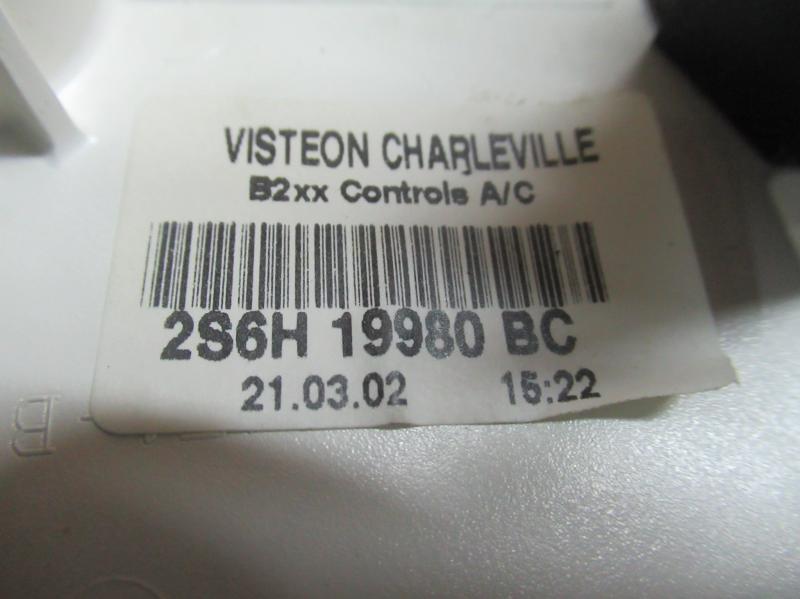 VISTEON CHARLEVILLE
B2xx Controls A/C
2S6H 19980 BC
21.03.02 15:22